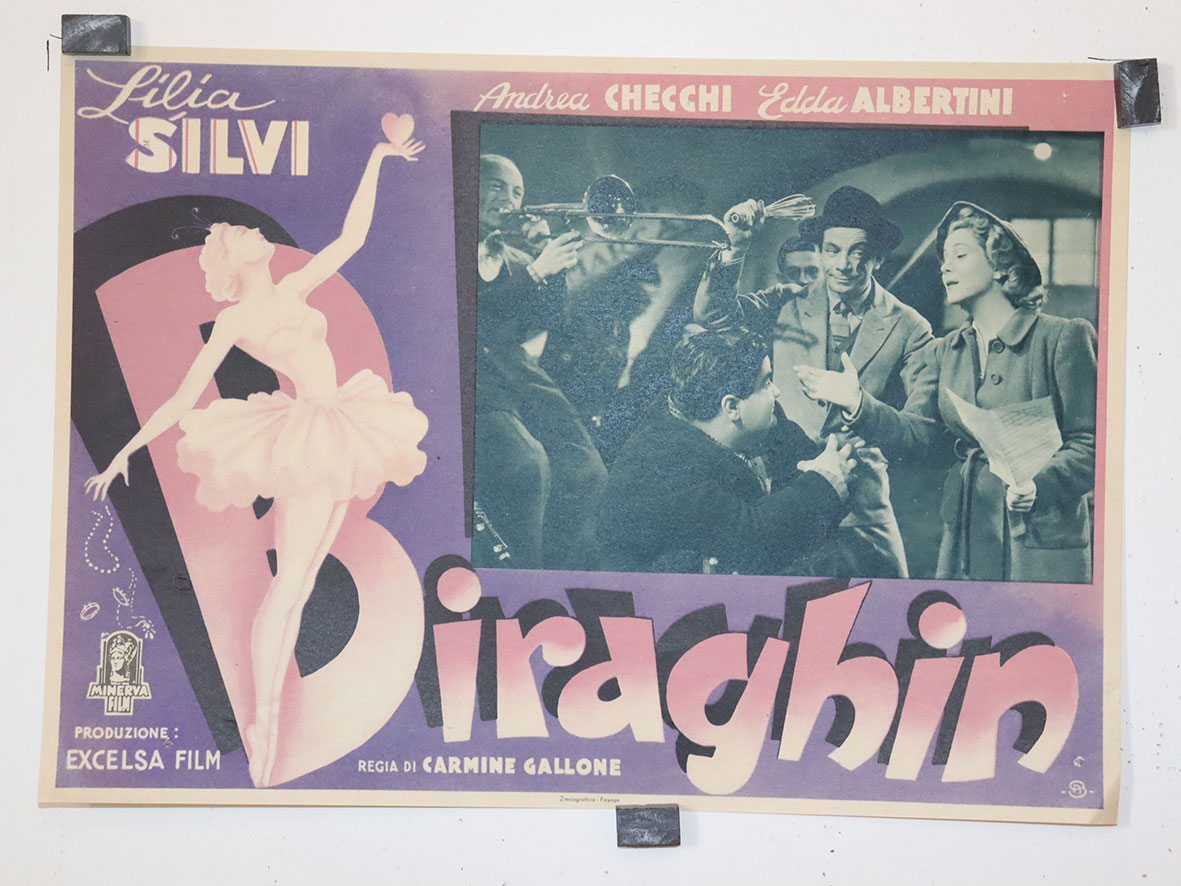 Lilia
SILVI
Andrea CHECCHI Edda ALBERTINI
Biraghin
MINERVA
FILM
PRODUZIONE:
EXCELSA FILM
REGIA DI CARMINE GALLONE
Zincografica - Firenze